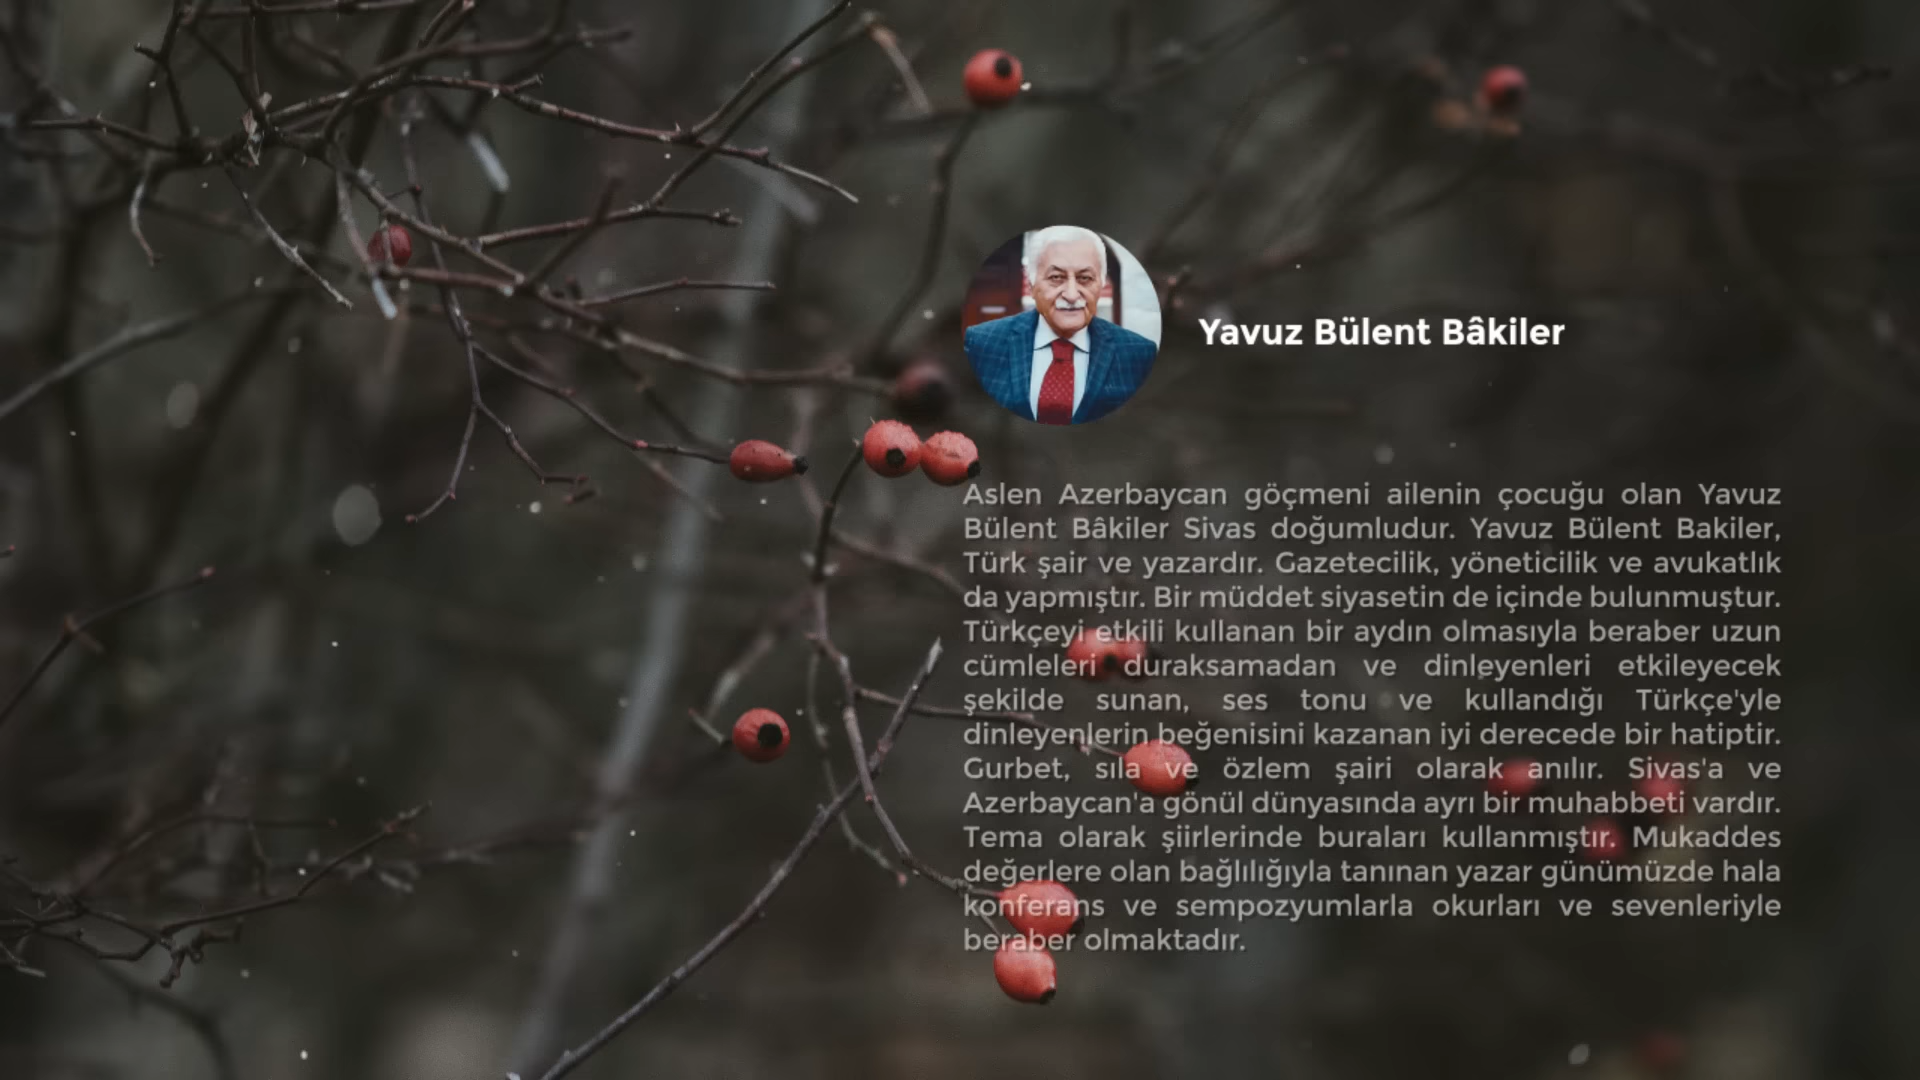 Yavuz Bülent Bâkiler
Aslen Azerbaycan göçmeni ailenin çocuğu olan Yavuz
Bülent Bâkiler Sivas doğumludur. Yavuz Bülent Bakiler,
Türk şair ve yazardır. Gazetecilik, yöneticilik ve avukatlık
da yapmıştır. Bir müddet siyasetin de içinde bulunmuştur.
Türkçeyi etkili kullanan bir aydın olmasıyla beraber uzun
cümleleri duraksamadan ve dinleyenleri etkileyecek
şekilde sunan, ses tonu ve kullandığı Türkçe'yle
dinleyenlerin beğenisini kazanan iyi derecede bir hatiptir.
Gurbet, sıla ve özlem şairi olarak anılır. Sivas'a ve
Azerbaycan'a gönül dünyasında ayrı bir muhabbeti vardır.
Tema olarak şiirlerinde buraları kullanmıştır. Mukaddes
değerlere olan bağlılığıyla tanınan yazar günümüzde hala
konferans ve sempozyumlarla okurları ve sevenleriyle
beraber olmaktadır.